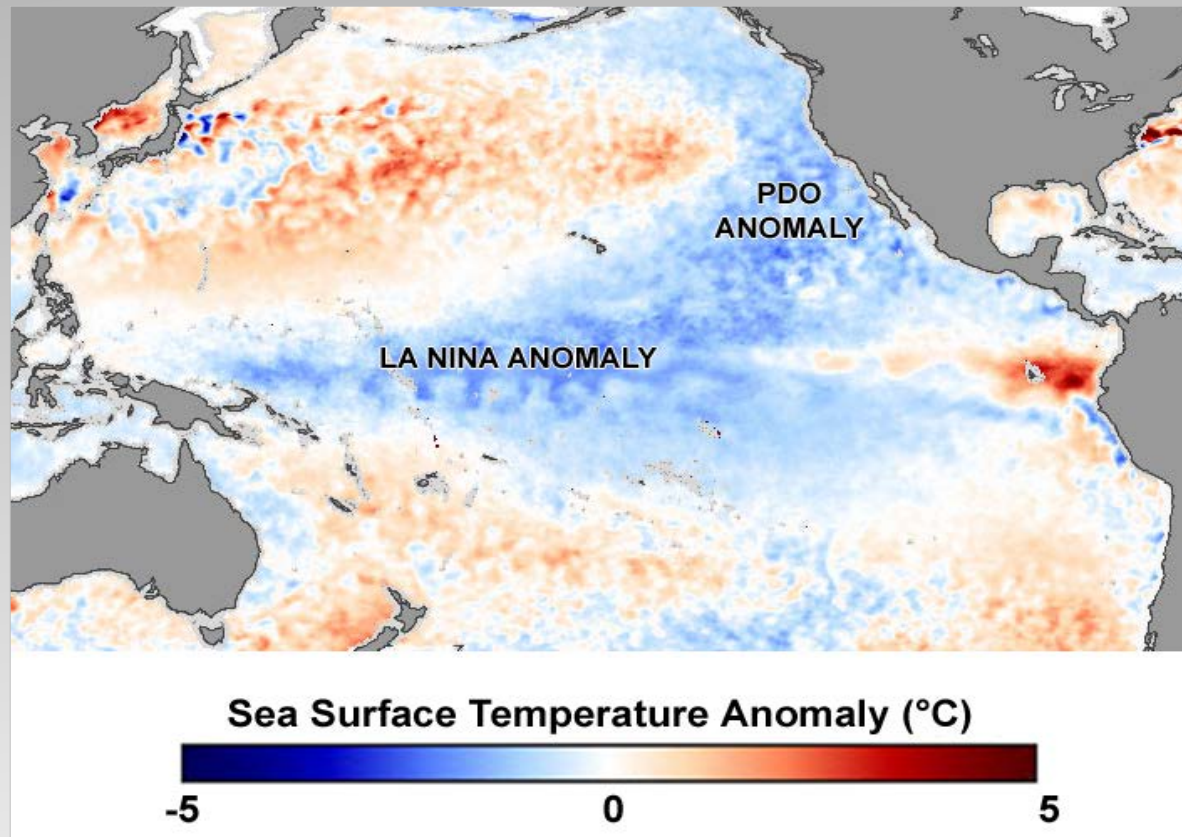 PDO
ANOMALY
LA NINA ANOMALY
Sea Surface Temperature Anomaly (°C)
-5 0 5